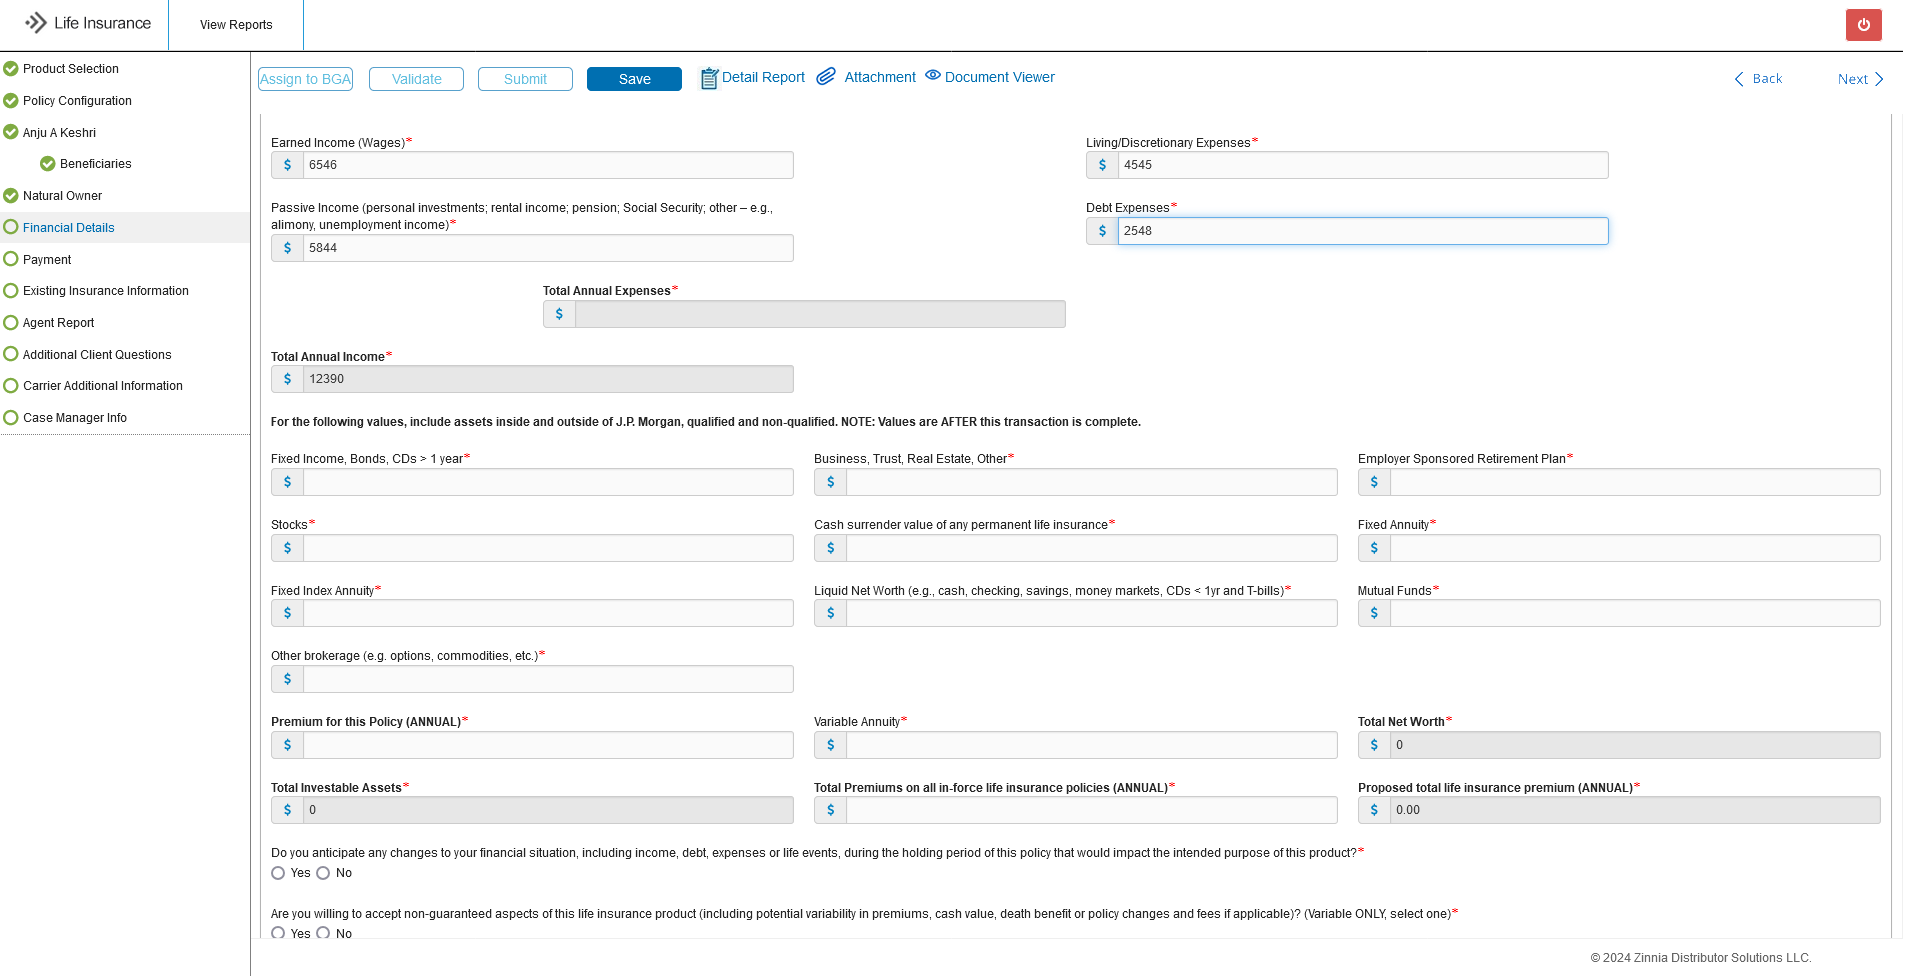 Life Insurance
View Reports
Product Selection
Policy Configuration
Anju A Keshri
Beneficiaries
Natural Owner
Financial Details
Payment
Existing Insurance Information
Agent Report
Additional Client Questions
Carrier Additional Information
Case Manager Info
Assign to BGA Validate Submit Save Detail Report Attachment Document Viewer Back Next
Earned Income (Wages)* Living/Discretionary Expenses*
$ 6546 $ 4545
Passive Income (personal investments; rental income; pension; Social Security; other – e.g.,
alimony, unemployment income)*
$ 5844
Debt Expenses*
$ 2548
Total Annual Expenses*
$
Total Annual Income*
$ 12390
For the following values, include assets inside and outside of J.P. Morgan, qualified and non-qualified. NOTE: Values are AFTER this transaction is complete.
Fixed Income, Bonds, CDs > 1 year* Business, Trust, Real Estate, Other* Employer Sponsored Retirement Plan*
$ $ $
Stocks* Cash surrender value of any permanent life insurance* Fixed Annuity*
$ $ $
Fixed Index Annuity* Liquid Net Worth (e.g., cash, checking, savings, money markets, CDs < 1yr and T-bills)* Mutual Funds*
$ $ $
Other brokerage (e.g. options, commodities, etc.)*
$
Premium for this Policy (ANNUAL)* Variable Annuity* Total Net Worth*
$ $ $ 0
Total Investable Assets* Total Premiums on all in-force life insurance policies (ANNUAL)* Proposed total life insurance premium (ANNUAL)*
$ 0 $ $ 0.00
Do you anticipate any changes to your financial situation, including income, debt, expenses or life events, during the holding period of this policy that would impact the intended purpose of this product?*
Yes No
Are you willing to accept non-guaranteed aspects of this life insurance product (including potential variability in premiums, cash value, death benefit or policy changes and fees if applicable)? (Variable ONLY, select one)*
Yes No
© 2024 Zinnia Distributor Solutions LLC.